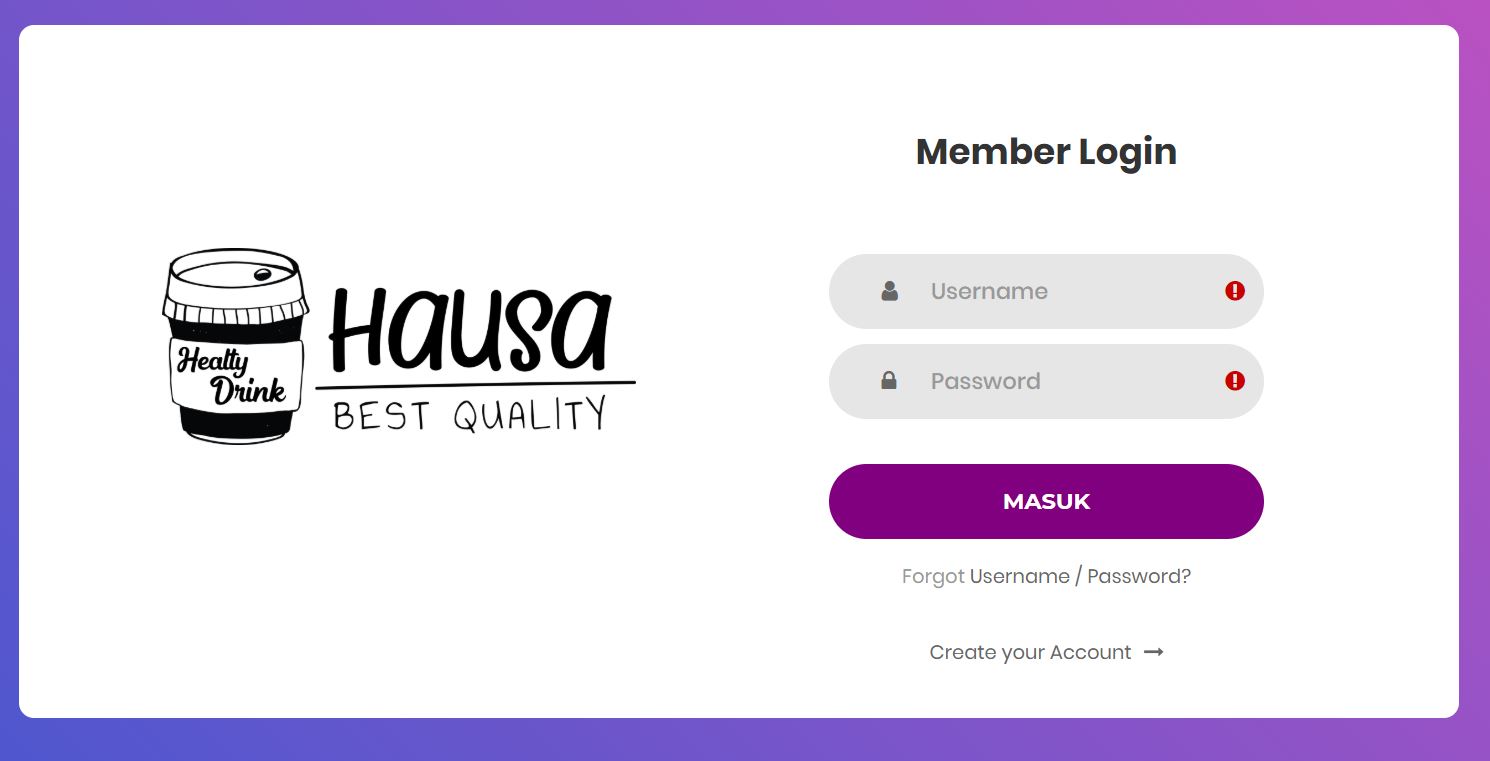 Healty
Drink
Hausa
BEST QUALITY
Member Login
Username
Password
MASUK
Forgot Username / Password?
Create your Account